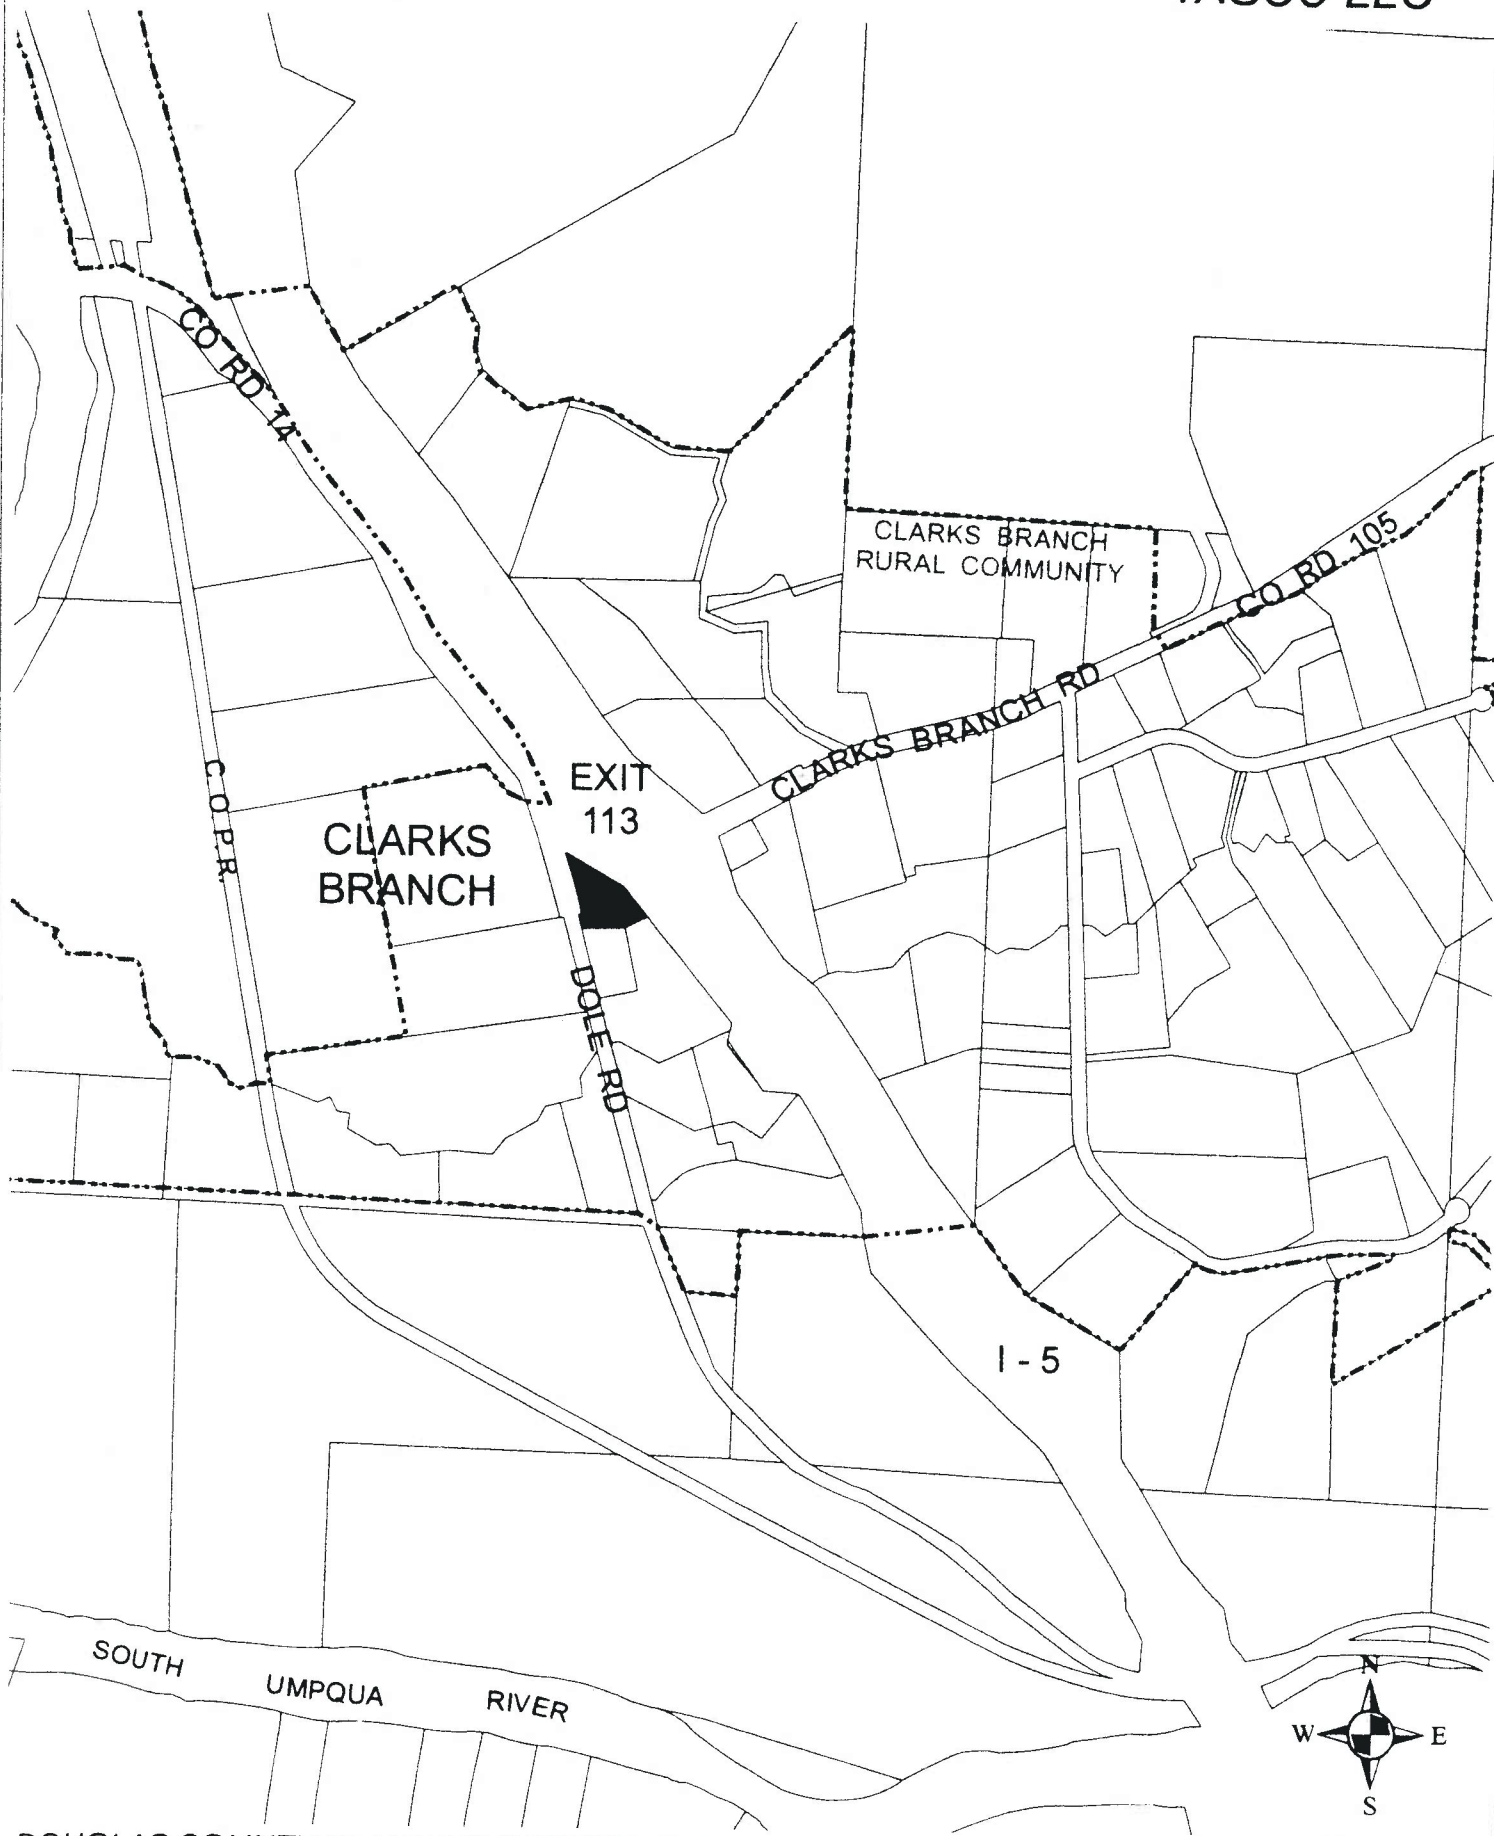 CO RD 14
CLARKS BRANCH
RURAL COMMUNITY
CO RD 105
CLARKS BRANCH RD
EXIT
113
C.O.P.R.
CLARKS
BRANCH
DOLE RD
I - 5
SOUTH UMPQUA RIVER
N
W E
S